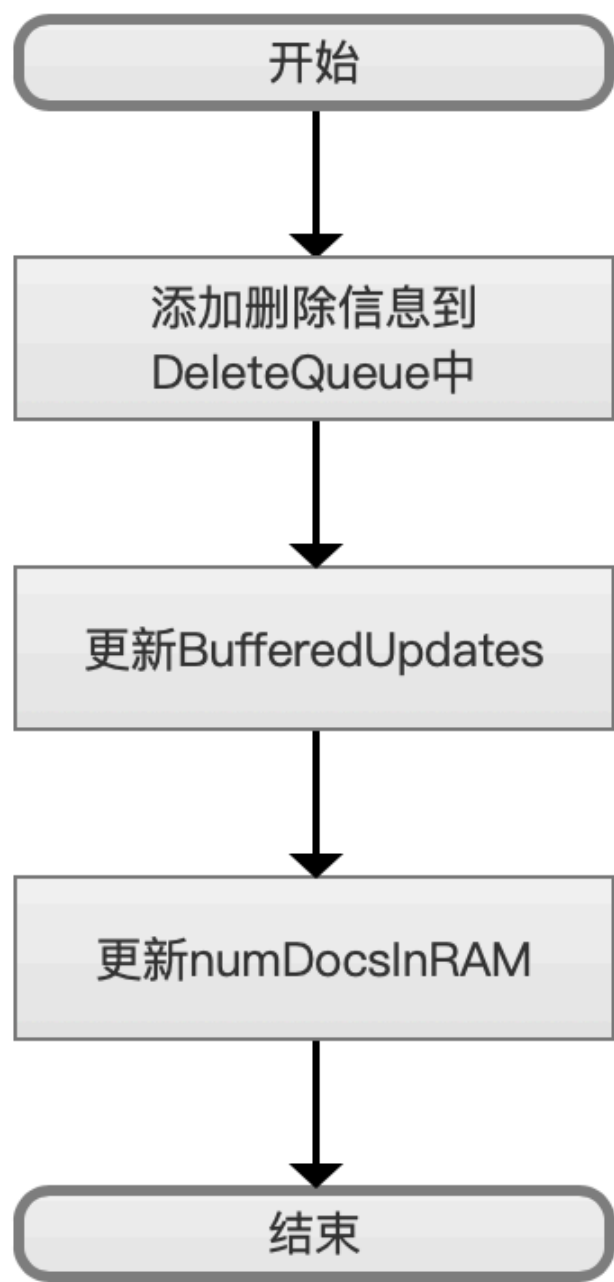 开始
添加删除信息到
DeleteQueue中
更新BufferedUpdates
更新numDocsInRAM
结束